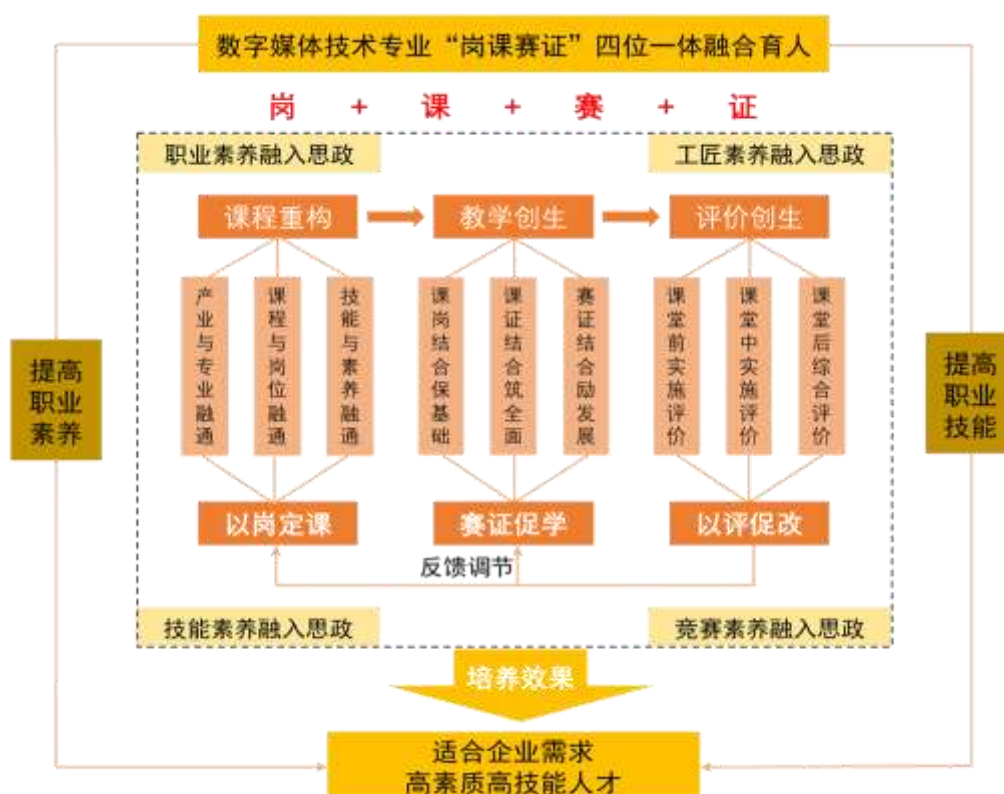 数字媒体技术专业“岗课赛证”四位一体融合育人
岗 + 课 + 赛 + 证
职业素养融入思政
工匠素养融入思政
课程重构
教学创生
评价创生
产业与专业融通
课程与岗位融通
技能与素养融通
课岗结合保基础
课证结合筑全面
赛证结合励发展
课堂前实施评价
课堂中实施评价
课堂后综合评价
提高
职业
素养
提高
职业
技能
以岗定课
赛证促学
以评促改
反馈调节
技能素养融入思政
竞赛素养融入思政
培养效果
适合企业需求
高素质高技能人才